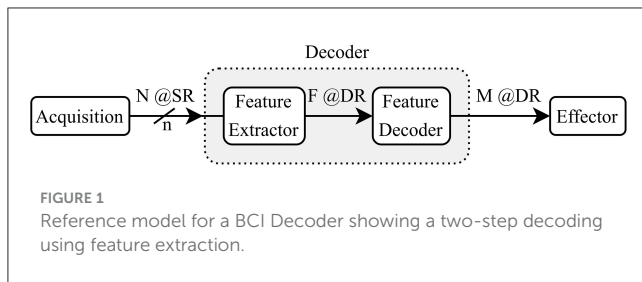 Decoder
N @SR
F @DR
M @DR
n
Acquisition
Feature
Extractor
Feature
Decoder
Effector
FIGURE 1
Reference model for a BCI Decoder showing a two-step decoding
using feature extraction.